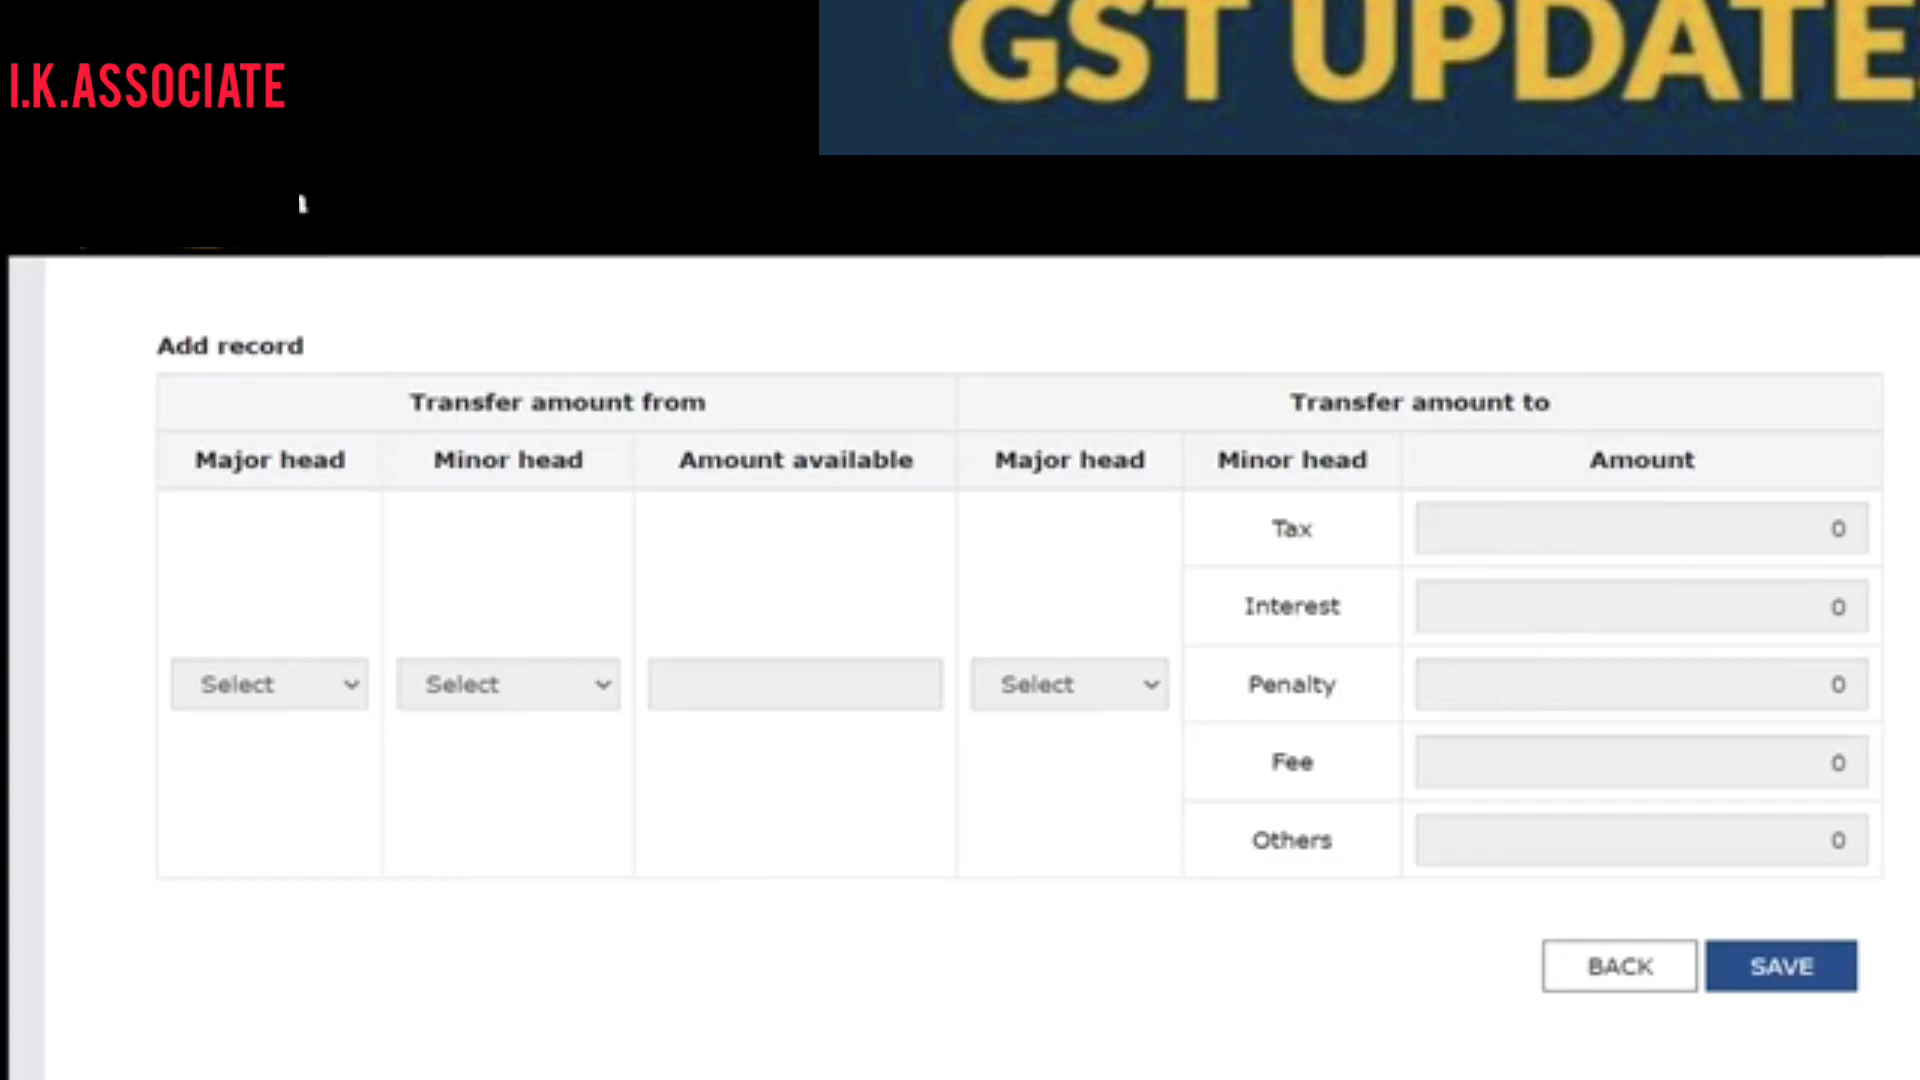 GST UPDATE
I.K.ASSOCIATE
Add record
Transfer amount from Transfer amount to
Major head Minor head Amount available Major head Minor head Amount
Tax 0
Interest 0
Select Select Select Penalty 0
Fee 0
Others 0
BACK SAVE